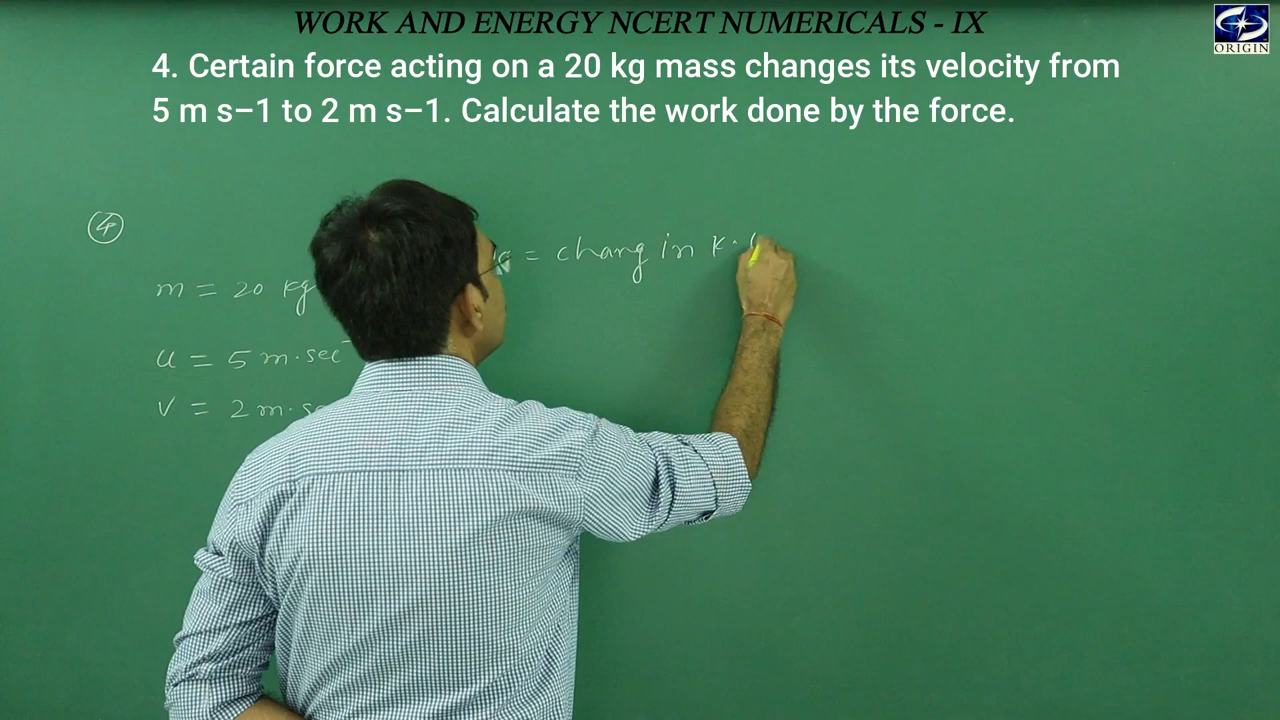 WORK AND ENERGY NCERT NUMERICALS - IX
ORIGIN
4. Certain force acting on a 20 kg mass changes its velocity from
5 m s–1 to 2 m s–1. Calculate the work done by the force.
4
= chang in K.
m = 20 kg
u = 5 m.sec
v = 2 m.